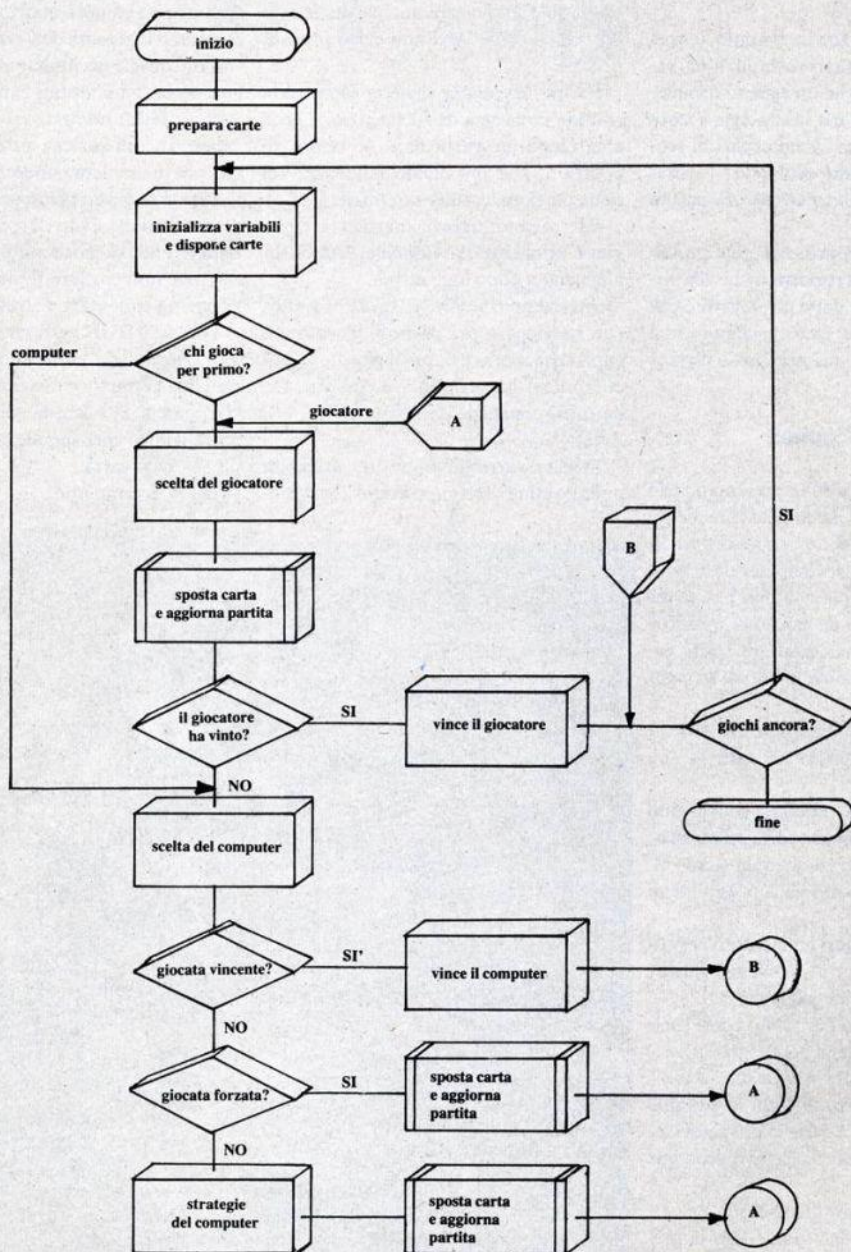 inizio
prepara carte
inizializza variabili
e dispone carte
computer
chi gioca
per primo?
giocatore
A
scelta del giocatore
SI
B
sposta carta
e aggiorna partita
il giocatore
ha vinto?
SI
vince il giocatore
giochi ancora?
NO
fine
scelta del computer
giocata vincente?
SI'
vince il computer
B
NO
giocata forzata?
SI
sposta carta
e aggiorna
partita
A
NO
strategie
del computer
sposta carta
e aggiorna
partita
A